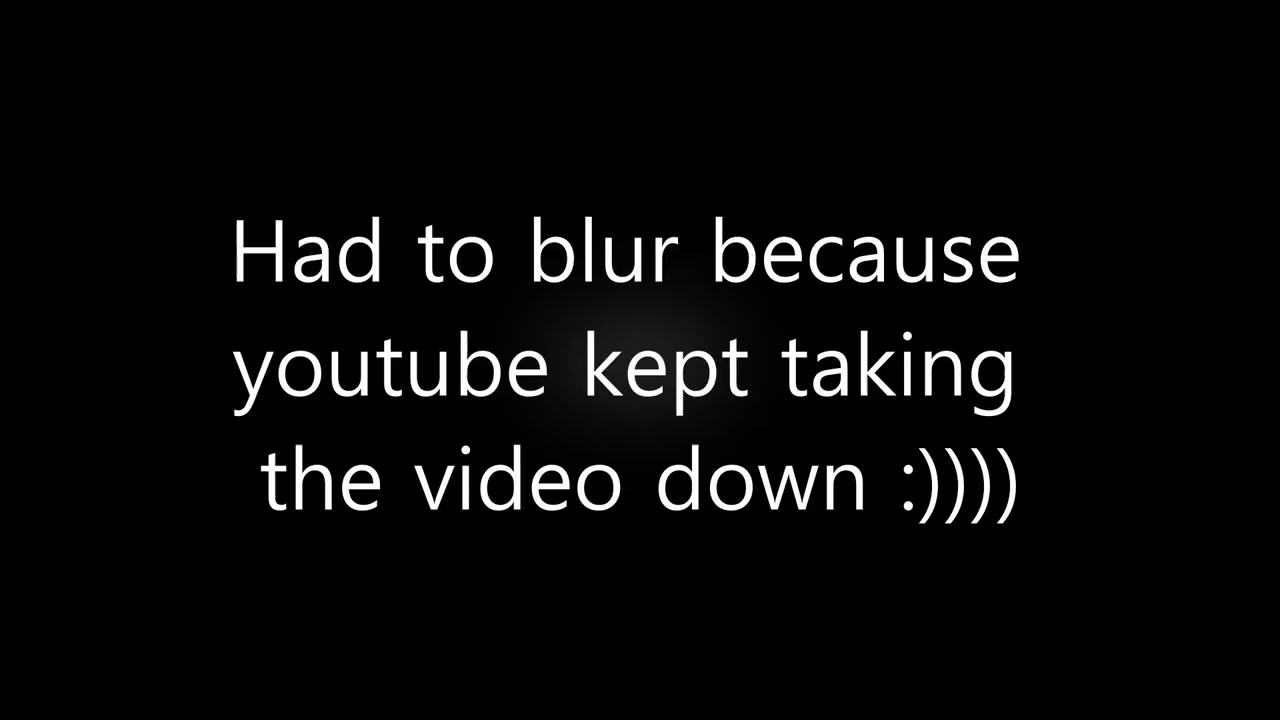 Had to blur because
youtube kept taking
the video down :))))